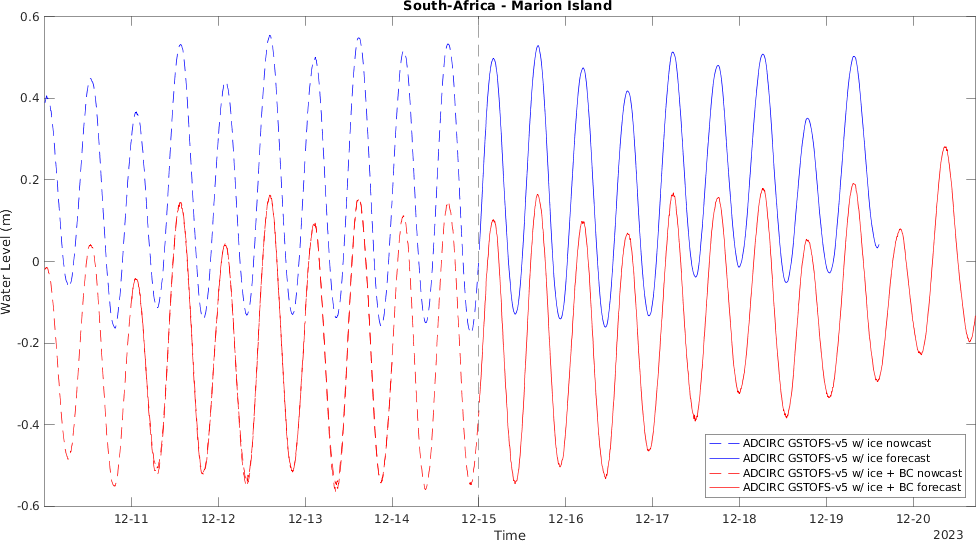 South-Africa - Marion Island
Water Level (m)
0.6
0.4
0.2
0
-0.2
-0.4
-0.6
12-11
12-12
12-13
12-14
12-15
12-16
12-17
12-18
12-19
12-20
Time
2023
ADCIRC GSTOFS-v5 w/ ice nowcast
ADCIRC GSTOFS-v5 w/ ice forecast
ADCIRC GSTOFS-v5 w/ ice + BC nowcast
ADCIRC GSTOFS-v5 w/ ice + BC forecast